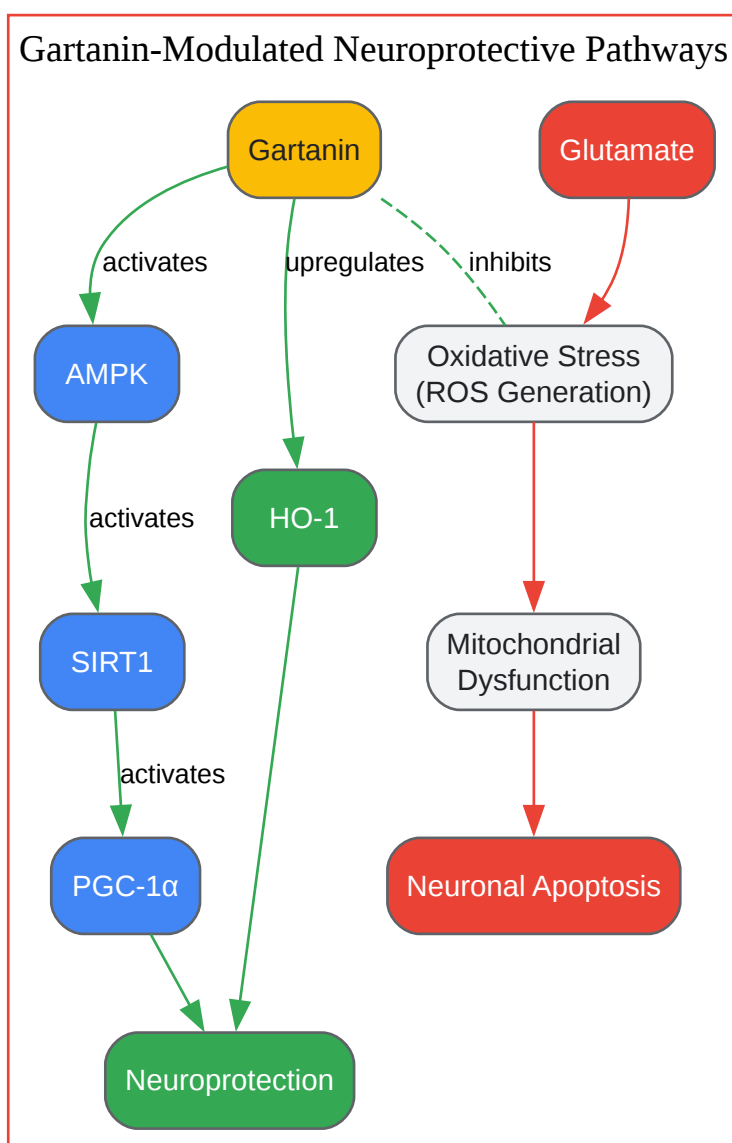 Gartanin-Modulated Neuroprotective Pathways
Gartanin
Glutamate
activates
upregulates
inhibits
AMPK
Oxidative Stress
(ROS Generation)
activates
HO-1
SIRT1
Mitochondrial
Dysfunction
activates
PGC-1α
Neuronal Apoptosis
Neuroprotection